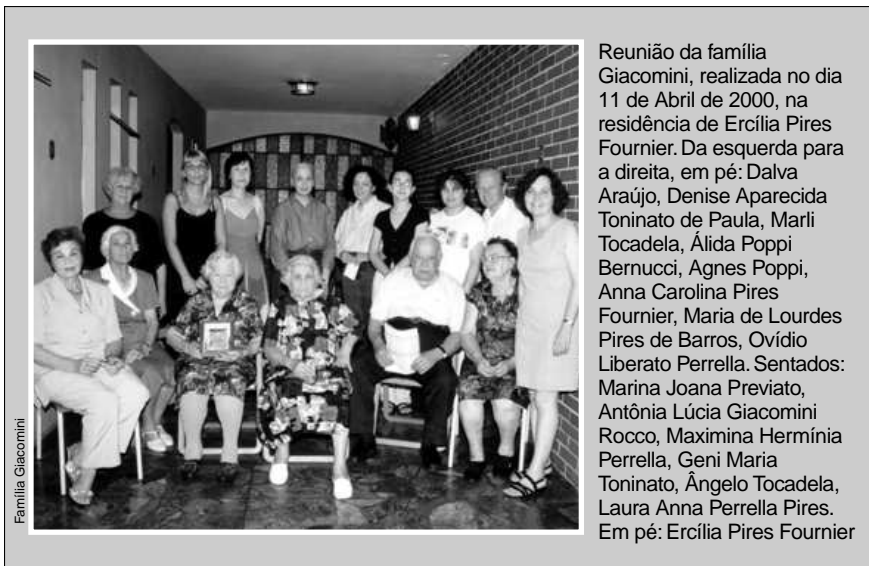 Reunião da família
Giacomini, realizada no dia
11 de Abril de 2000, na
residência de Ercília Pires
Fournier. Da esquerda para
a direita, em pé: Dalva
Araújo, Denise Aparecida
Toninato de Paula, Marli
Tocadela, Álida Poppi
Bernucci, Agnes Poppi,
Anna Carolina Pires
Fournier, Maria de Lourdes
Pires de Barros, Ovídio
Liberato Perrella. Sentados:
Marina Joana Previato,
Antônia Lúcia Giacomini
Rocco, Maximina Hermínia
Perrella, Geni Maria
Toninato, Ângelo Tocadela,
Laura Anna Perrella Pires.
Em pé: Ercília Pires Fournier
Família Giacomini